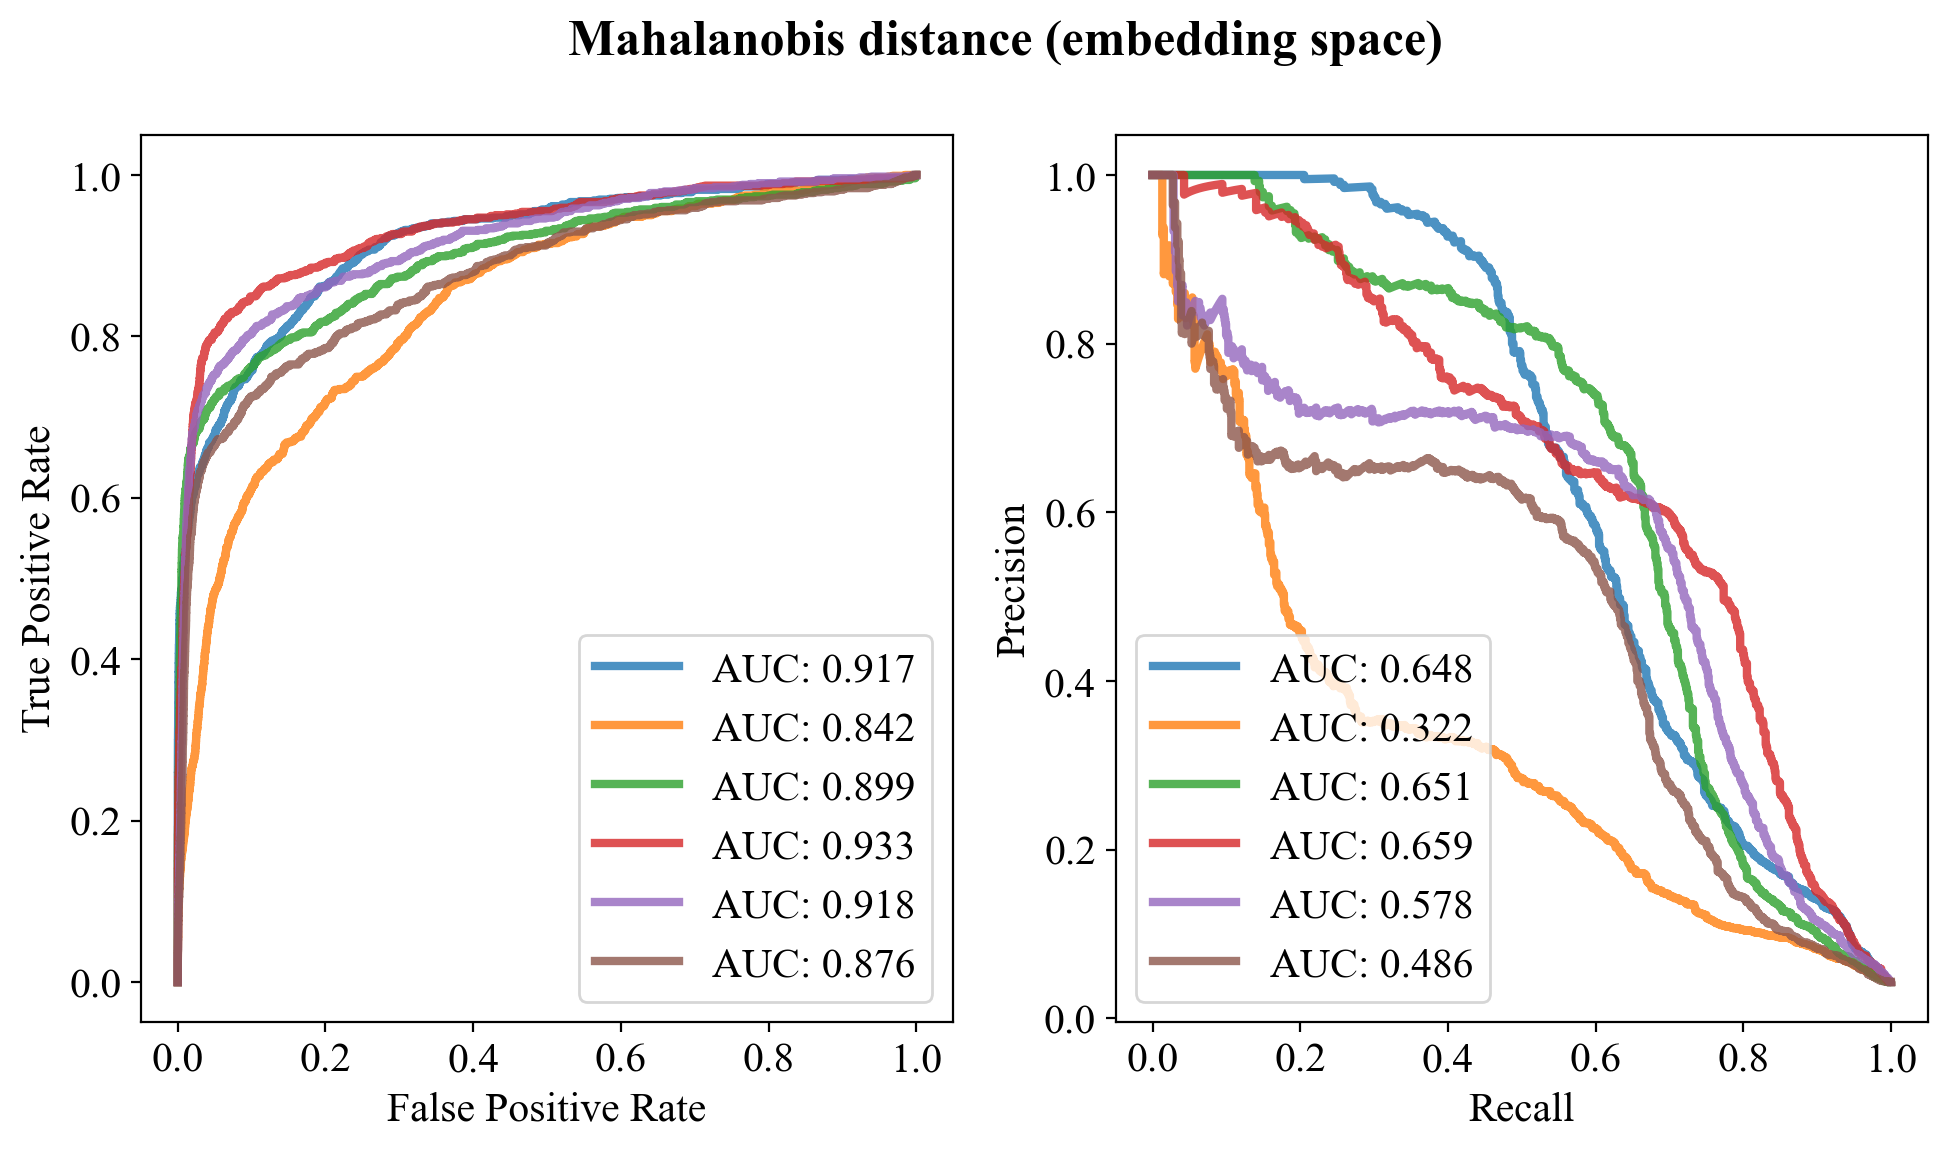 Mahalanobis distance (embedding space)
True Positive Rate
1.0
0.8
0.6
0.4
0.2
0.0
AUC: 0.917
AUC: 0.842
AUC: 0.899
AUC: 0.933
AUC: 0.918
AUC: 0.876
0.0 0.2 0.4 0.6 0.8 1.0
False Positive Rate
Precision
1.0
0.8
0.6
0.4
0.2
0.0
AUC: 0.648
AUC: 0.322
AUC: 0.651
AUC: 0.659
AUC: 0.578
AUC: 0.486
0.0 0.2 0.4 0.6 0.8 1.0
Recall